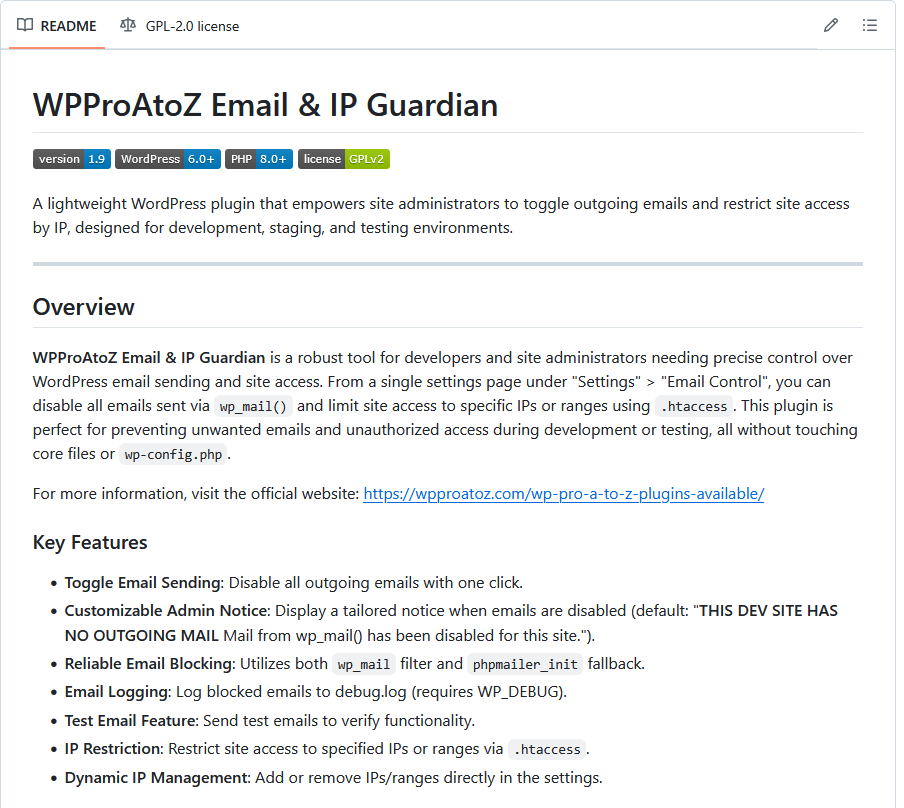 README GPL-2.0 license
WPProAtoZ Email & IP Guardian
version 1.9 WordPress 6.0+ PHP 8.0+ license GPLv2
A lightweight WordPress plugin that empowers site administrators to toggle outgoing emails and restrict site access
by IP, designed for development, staging, and testing environments.
Overview
WPProAtoZ Email & IP Guardian is a robust tool for developers and site administrators needing precise control over
WordPress email sending and site access. From a single settings page under "Settings" > "Email Control", you can
disable all emails sent via wp_mail() and limit site access to specific IPs or ranges using .htaccess. This plugin is
perfect for preventing unwanted emails and unauthorized access during development or testing, all without touching
core files or wp-config.php.
For more information, visit the official website: https://wpproatoz.com/wp-pro-a-to-z-plugins-available/
Key Features
• Toggle Email Sending: Disable all outgoing emails with one click.
• Customizable Admin Notice: Display a tailored notice when emails are disabled (default: "THIS DEV SITE HAS
NO OUTGOING MAIL Mail from wp_mail() has been disabled for this site.").
• Reliable Email Blocking: Utilizes both wp_mail filter and phpmailer_init fallback.
• Email Logging: Log blocked emails to debug.log (requires WP_DEBUG).
• Test Email Feature: Send test emails to verify functionality.
• IP Restriction: Restrict site access to specified IPs or ranges via .htaccess.
• Dynamic IP Management: Add or remove IPs/ranges directly in the settings.